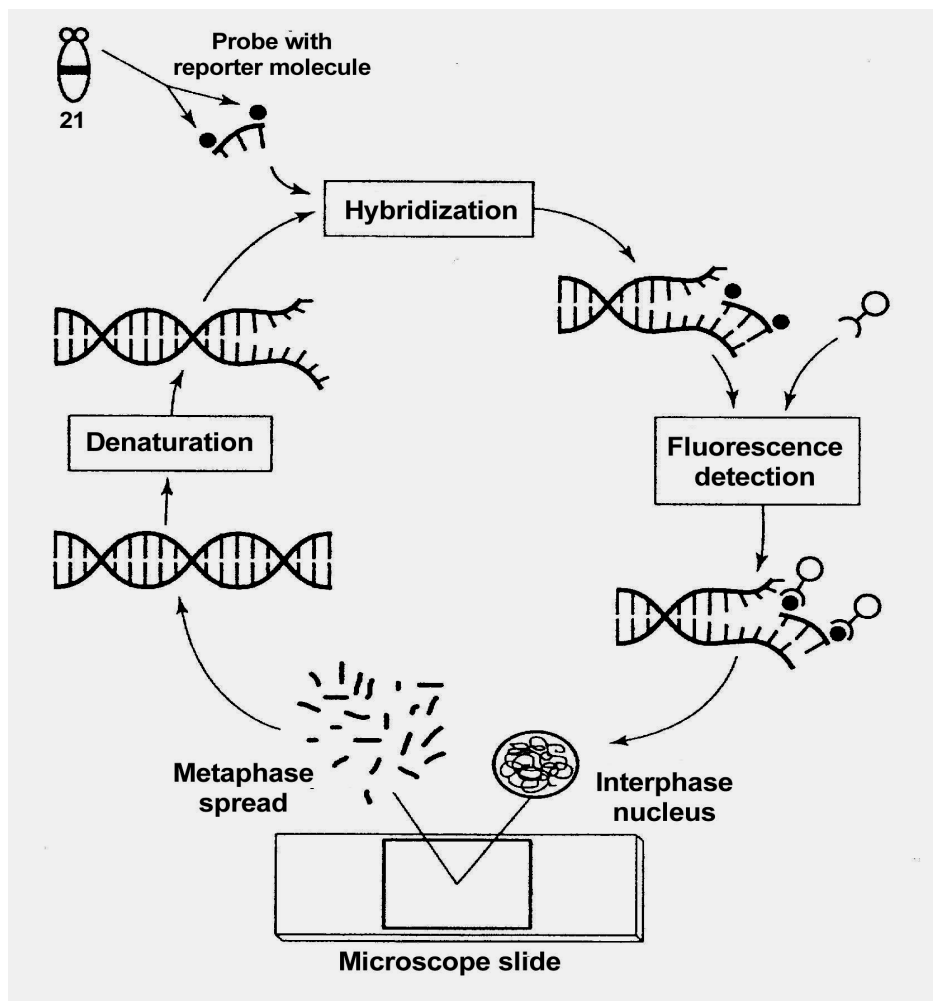 Probe with
reporter molecule
21
Hybridization
Denaturation
Fluorescence
detection
Metaphase
spread
Interphase
nucleus
Microscope slide